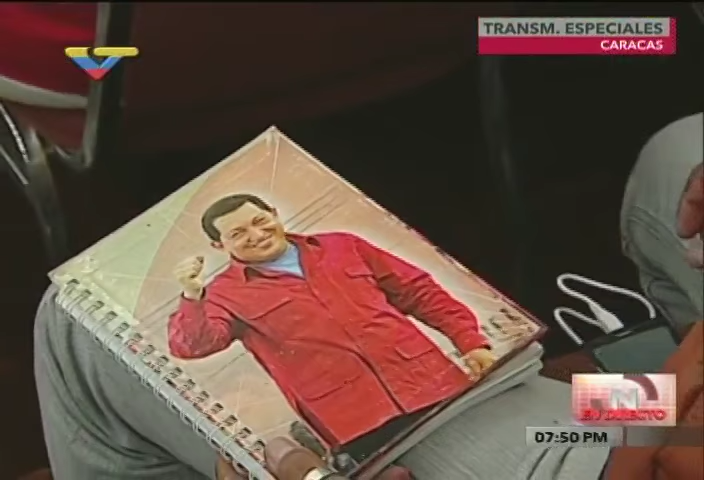 TRANSM. ESPECIALES
CARACAS
EN DIRECTO
07:50 PM